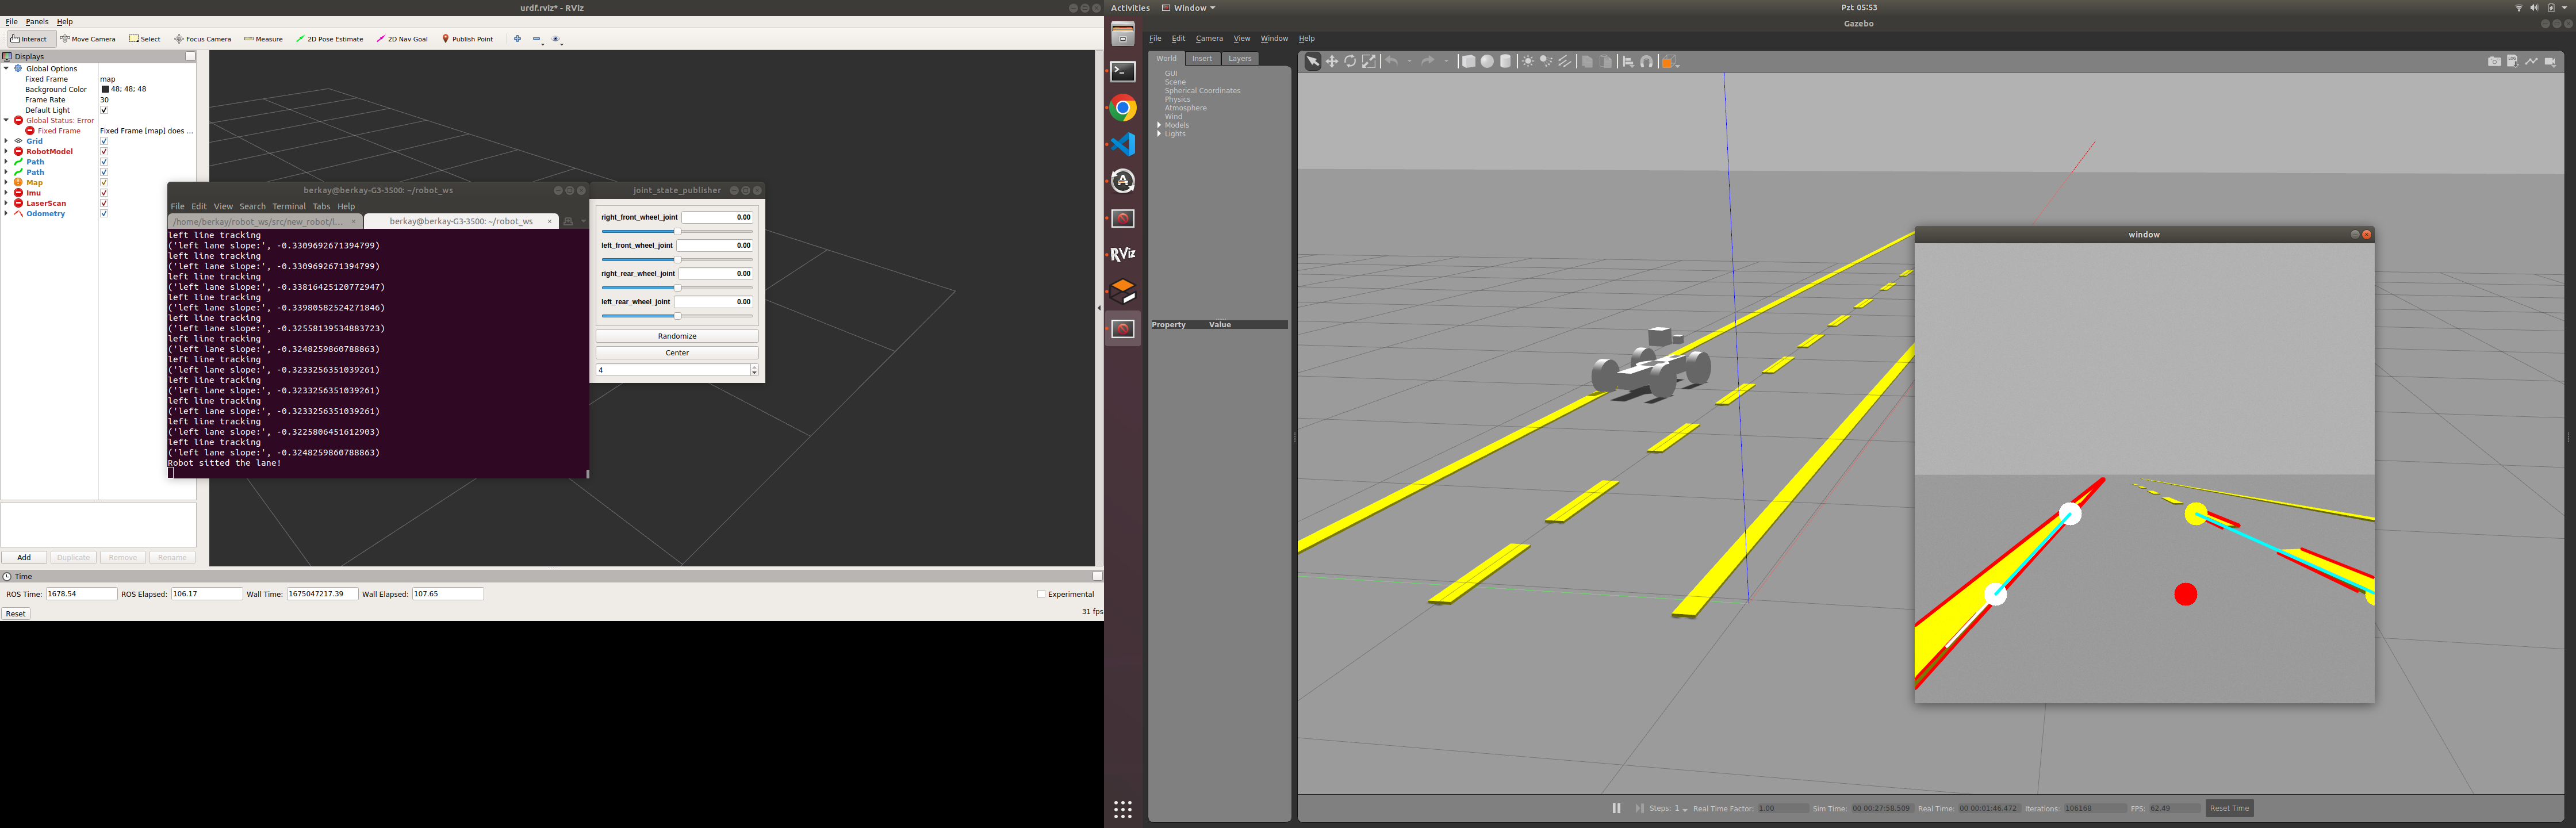 urdf.rviz* - RViz
File Panels Help
Interact Move Camera Select Focus Camera Measure 2D Pose Estimate 2D Nav Goal Publish Point
Displays
Global Options
Fixed Frame map
Background Color 48; 48; 48
Frame Rate 30
Default Light
Global Status: Error
Fixed Frame Fixed Frame [map] does ...
Grid
RobotModel
Path
Path
Map
Imu
LaserScan
Odometry
Add Duplicate Remove Rename
Time
ROS Time: 1678.54 ROS Elapsed: 106.17 Wall Time: 1675047217.39 Wall Elapsed: 107.65 Experimental
Reset 31 fps
berkay@berkay-G3-3500: ~/robot_ws
File Edit View Search Terminal Tabs Help
/home/berkay/robot_ws/src/new_robot/l... × berkay@berkay-G3-3500: ~/robot_ws ×
left line tracking
('left lane slope:', -0.3309692671394799)
left line tracking
('left lane slope:', -0.3309692671394799)
left line tracking
('left lane slope:', -0.33816425120772947)
left line tracking
('left lane slope:', -0.33980582524271846)
left line tracking
('left lane slope:', -0.32558139534883723)
left line tracking
('left lane slope:', -0.3248259860788863)
left line tracking
('left lane slope:', -0.3233256351039261)
left line tracking
('left lane slope:', -0.3233256351039261)
left line tracking
('left lane slope:', -0.3233256351039261)
left line tracking
('left lane slope:', -0.3225806451612903)
left line tracking
('left lane slope:', -0.3248259860788863)
Robot sitted the lane!
joint_state_publisher
right_front_wheel_joint 0.00
left_front_wheel_joint 0.00
right_rear_wheel_joint 0.00
left_rear_wheel_joint 0.00
Randomize
Center
4
Activities Window Pzt 05:53
Gazebo
File Edit Camera View Window Help
World Insert Layers
GUI
Scene
Spherical Coordinates
Physics
Atmosphere
Wind
Models
Lights
Property Value
RViz
window
Steps: 1 Real Time Factor: 1.00 Sim Time: 00 00:27:58.509 Real Time: 00 00:01:46.472 Iterations: 106168 FPS: 62.49 Reset Time